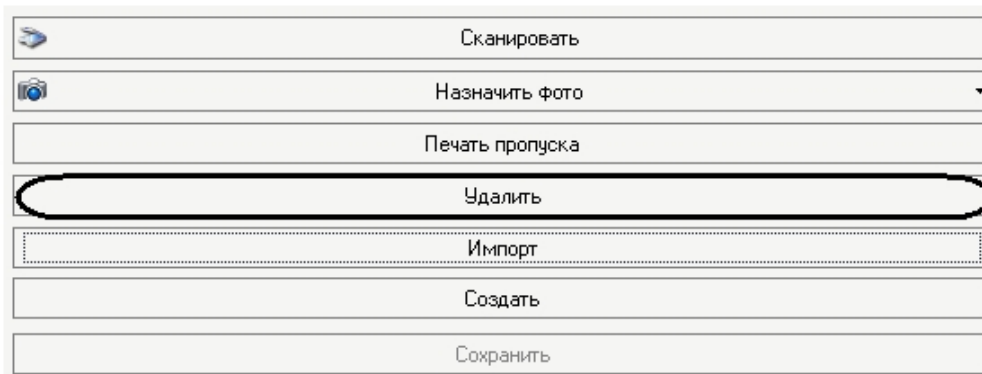 Сканировать
Назначить фото
Печать пропуска
Удалить
Импорт
Создать
Сохранить